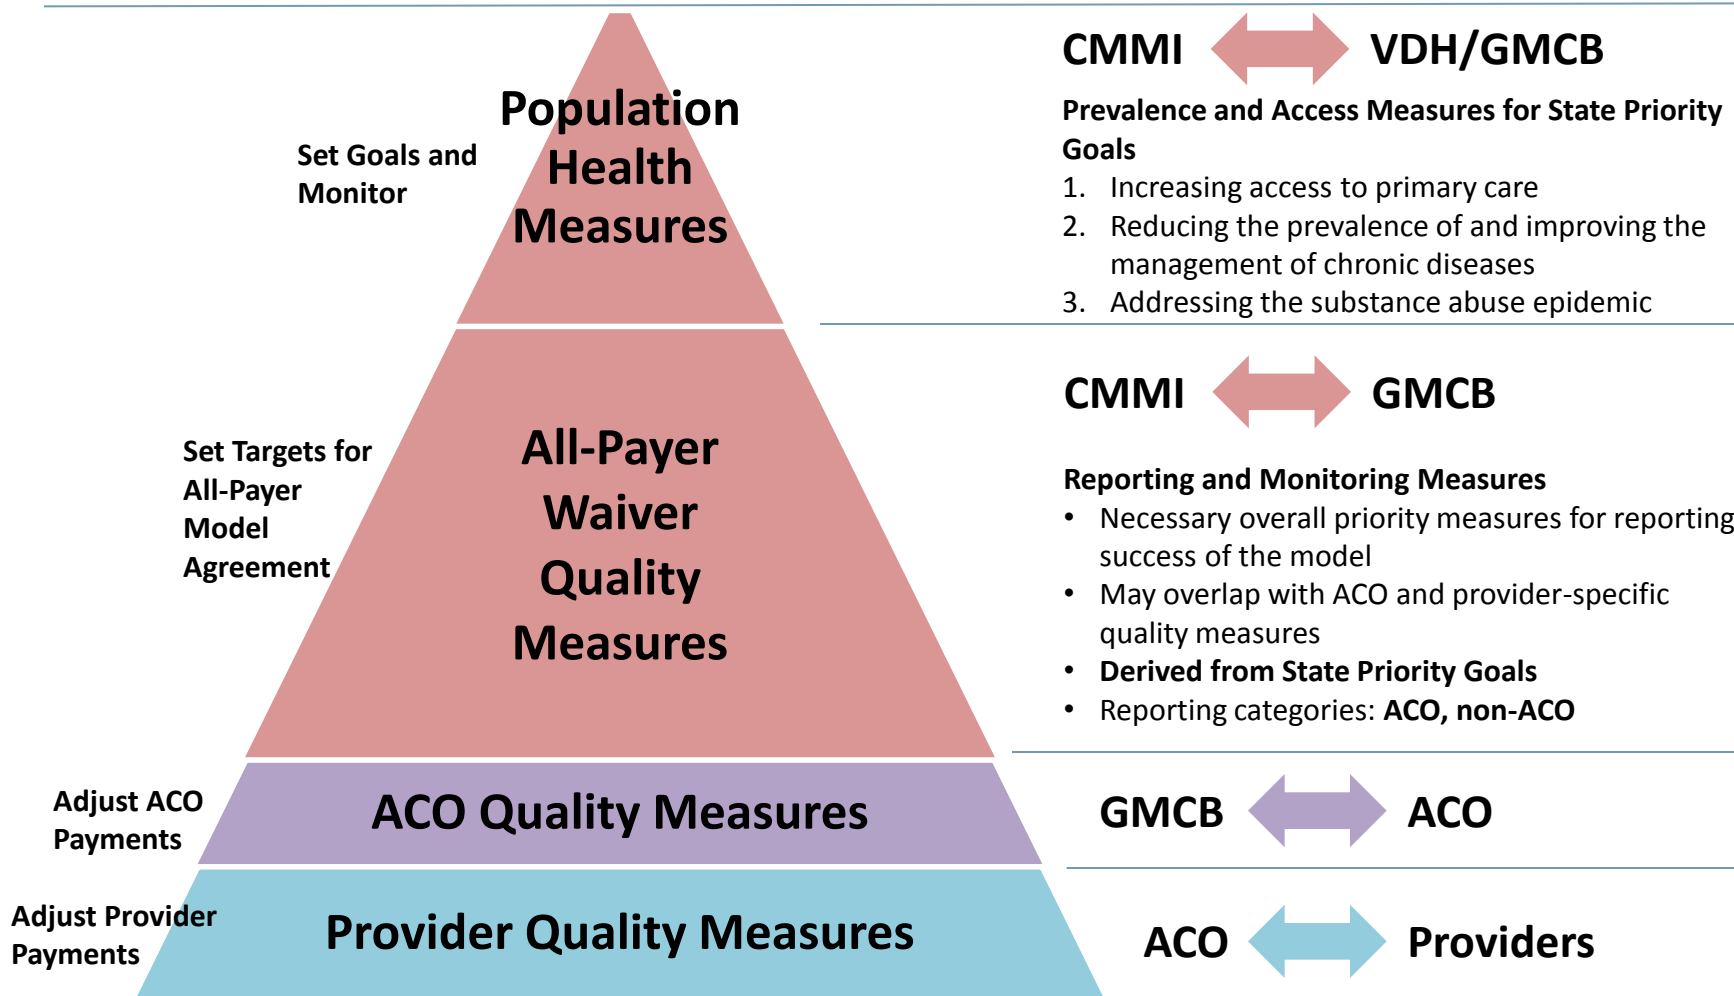 Set Goals and
Monitor
Population
Health
Measures
CMMI VDH/GMCB
Prevalence and Access Measures for State Priority
Goals
1. Increasing access to primary care
2. Reducing the prevalence of and improving the
management of chronic diseases
3. Addressing the substance abuse epidemic
Set Targets for
All-Payer
Model
Agreement
All-Payer
Waiver
Quality
Measures
CMMI GMCB
Reporting and Monitoring Measures
• Necessary overall priority measures for reporting
success of the model
• May overlap with ACO and provider-specific
quality measures
• Derived from State Priority Goals
• Reporting categories: ACO, non-ACO
Adjust ACO
Payments
ACO Quality Measures
GMCB ACO
Adjust Provider
Payments
Provider Quality Measures
ACO Providers